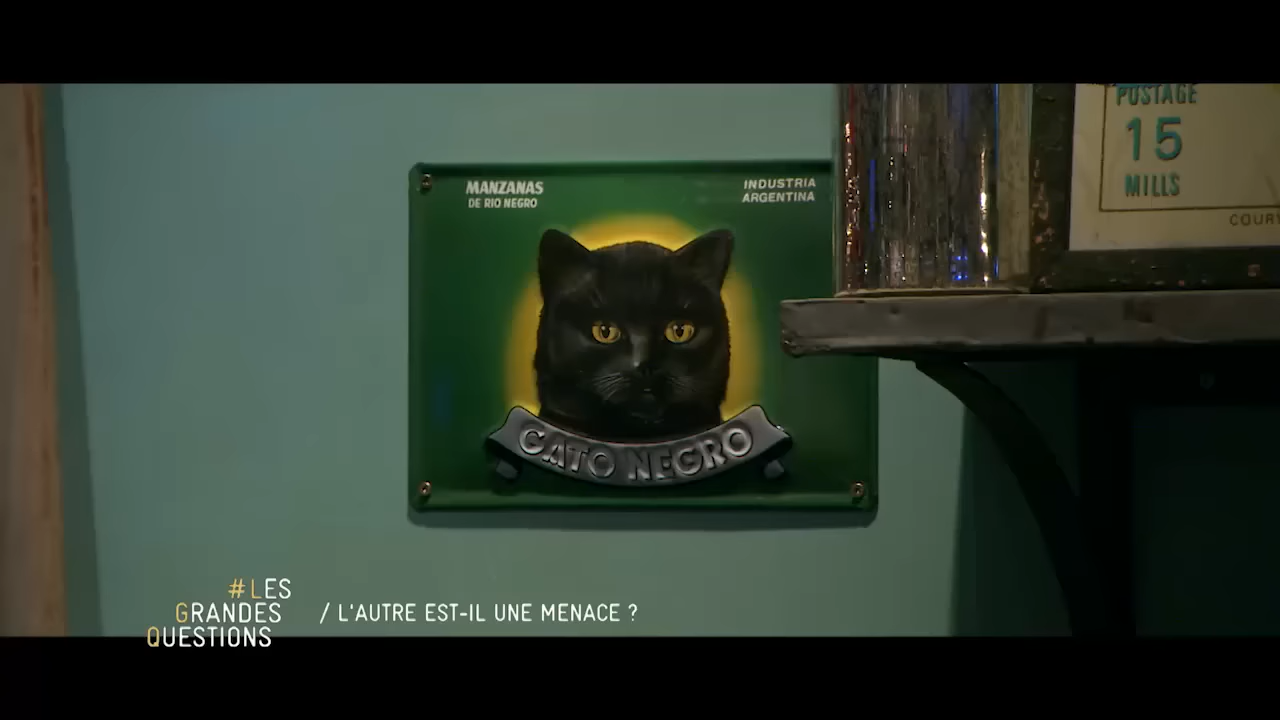 MANZANAS
DE RIO NEGRO
INDUSTRIA
ARGENTINA
GATO NEGRO
POSTAGE
15
MILLS
#LES
GRANDES
QUESTIONS
/ L'AUTRE EST-IL UNE MENACE ?